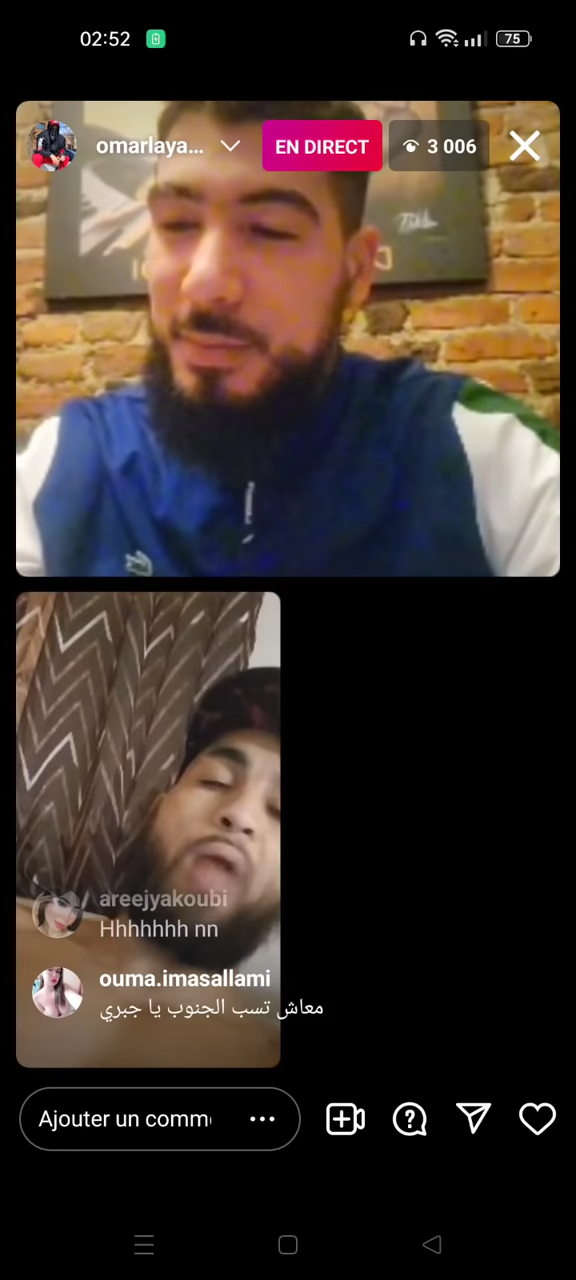 02:52
75
omarlaya...
EN DIRECT
3 006
areejyakoubi
Hhhhhhh nn
ouma.imasallami
معاش تسب الجنوب يا جبري
Ajouter un comm